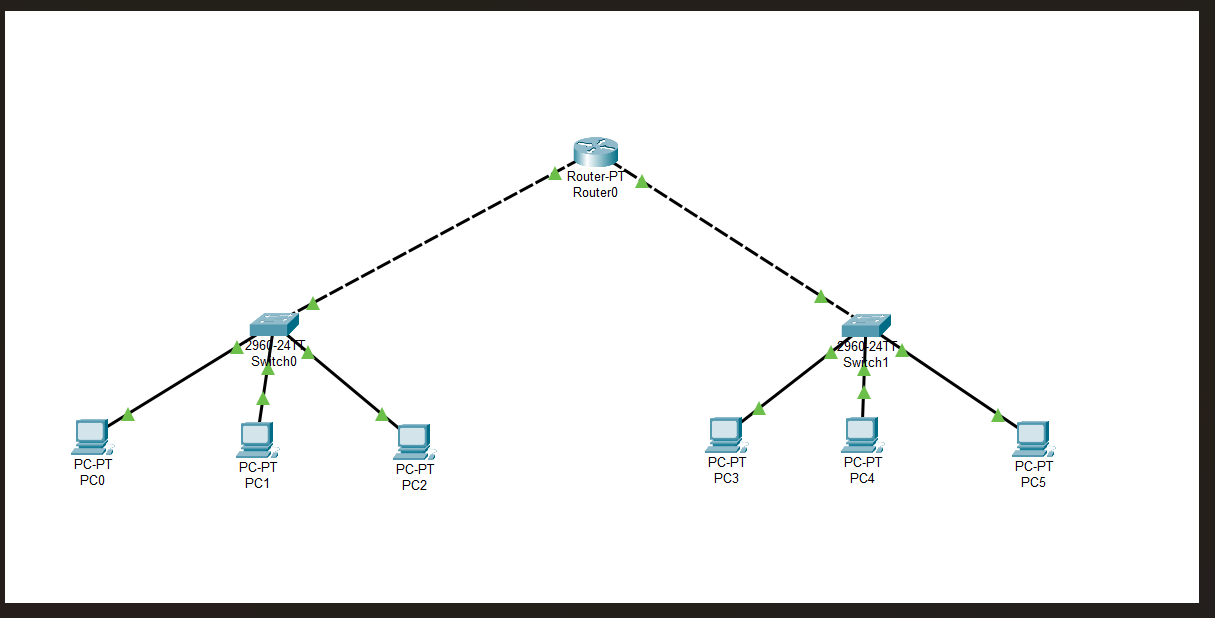 Router-PT
Router0
2960-24TT
Switch0
2960-24TT
Switch1
PC-PT
PC0
PC-PT
PC1
PC-PT
PC2
PC-PT
PC3
PC-PT
PC4
PC-PT
PC5